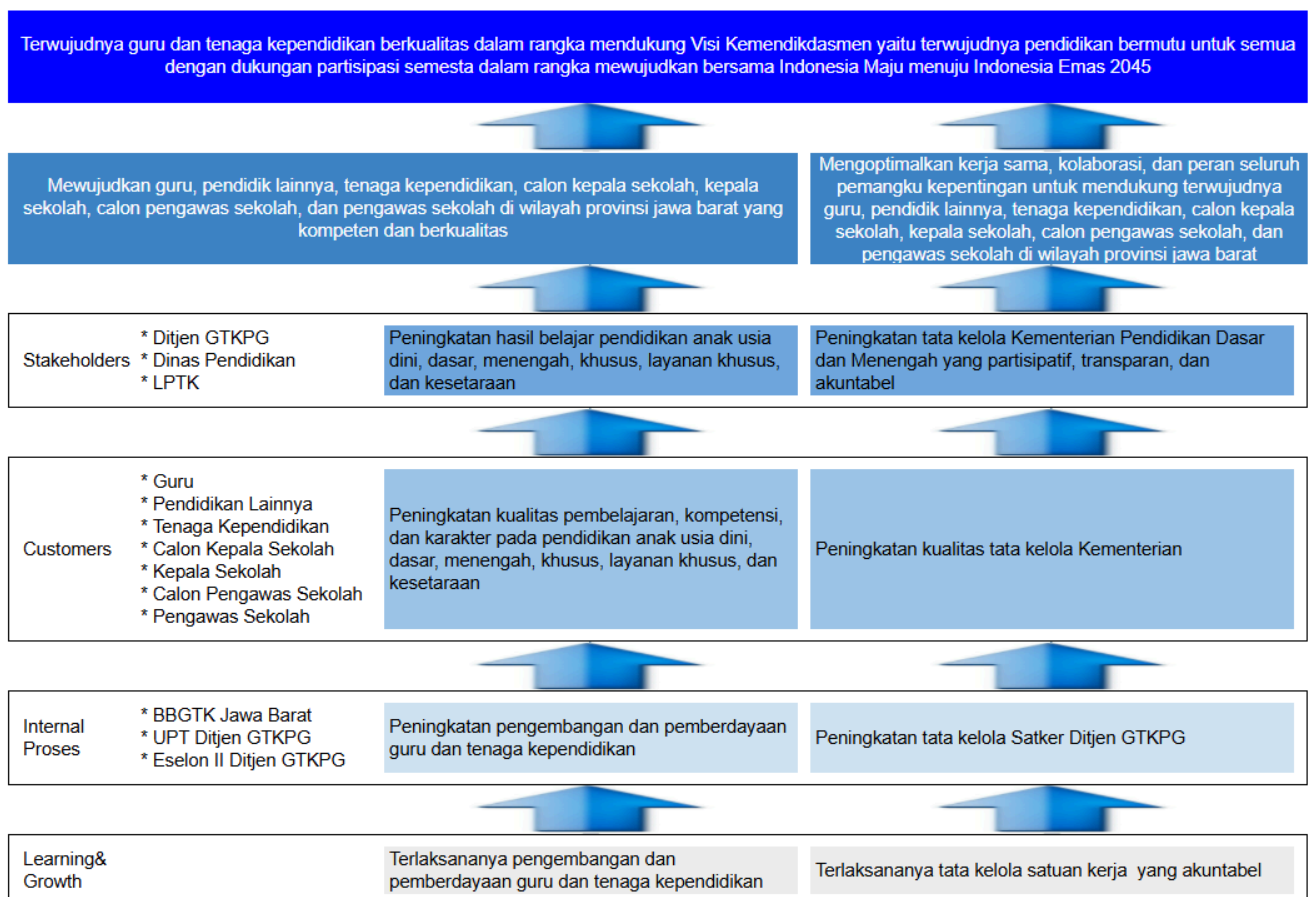 Terwujudnya guru dan tenaga kependidikan berkualitas dalam rangka mendukung Visi Kemendikdasmen yaitu terwujudnya pendidikan bermutu untuk semua
dengan dukungan partisipasi semesta dalam rangka mewujudkan bersama Indonesia Maju menuju Indonesia Emas 2045
Mewujudkan guru, pendidik lainnya, tenaga kependidikan, calon kepala sekolah, kepala
sekolah, calon pengawas sekolah, dan pengawas sekolah di wilayah provinsi jawa barat yang
kompeten dan berkualitas
Mengoptimalkan kerja sama, kolaborasi, dan peran seluruh
pemangku kepentingan untuk mendukung terwujudnya
guru, pendidik lainnya, tenaga kependidikan, calon kepala
sekolah, kepala sekolah, calon pengawas sekolah, dan
pengawas sekolah di wilayah provinsi jawa barat
Stakeholders
* Ditjen GTKPG
* Dinas Pendidikan
* LPTK
Peningkatan hasil belajar pendidikan anak usia
dini, dasar, menengah, khusus, layanan khusus,
dan kesetaraan
Peningkatan tata kelola Kementerian Pendidikan Dasar
dan Menengah yang partisipatif, transparan, dan
akuntabel
Customers
* Guru
* Pendidikan Lainnya
* Tenaga Kependidikan
* Calon Kepala Sekolah
* Kepala Sekolah
* Calon Pengawas Sekolah
* Pengawas Sekolah
Peningkatan kualitas pembelajaran, kompetensi,
dan karakter pada pendidikan anak usia dini,
dasar, menengah, khusus, layanan khusus, dan
kesetaraan
Peningkatan kualitas tata kelola Kementerian
Internal
Proses
* BBGTK Jawa Barat
* UPT Ditjen GTKPG
* Eselon II Ditjen GTKPG
Peningkatan pengembangan dan pemberdayaan
guru dan tenaga kependidikan
Peningkatan tata kelola Satker Ditjen GTKPG
Learning&
Growth
Terlaksananya pengembangan dan
pemberdayaan guru dan tenaga kependidikan
Terlaksananya tata kelola satuan kerja  yang akuntabel